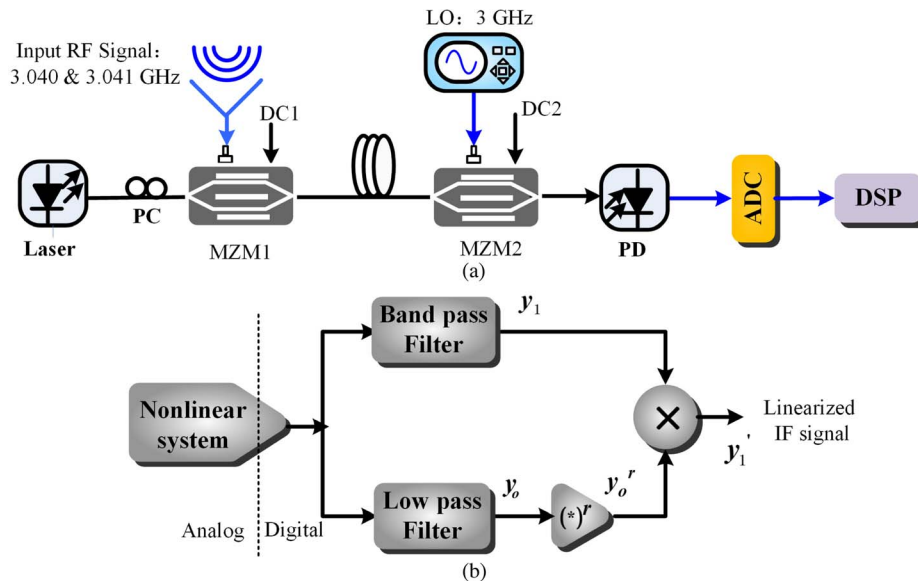 LO: 3 GHz
Input RF Signal:
3.040 & 3.041 GHz
DC1
DC2
PC
Laser
MZM1
MZM2
PD
ADC
DSP
(a)
Band pass
Filter
y₁
Nonlinear
system
×
Linearized
IF signal
y₁'
Low pass
Filter
yₒ
(*)ʳ
yₒʳ
Analog
Digital
(b)